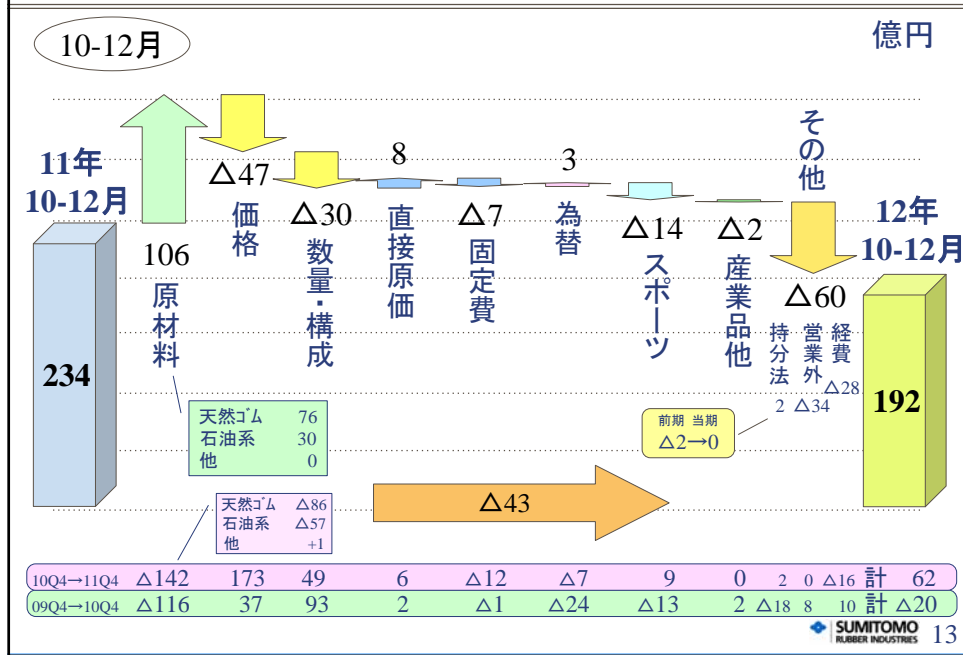 10-12月
億円
11年
10-12月
234
106
原材料
△47
価格
△30
数量・構成
8
直接原価
△7
固定費
3
為替
△14
スポーツ
△2
産業品他
その他
△60
持分法
2
営業外
△34
経費
△28
12年
10-12月
192
天然ｺﾞﾑ 76
石油系 30
他 0
前期 当期
△2→0
天然ｺﾞﾑ △86
石油系 △57
他 +1
△43
10Q4→11Q4 △142 173 49 6 △12 △7 9 0 2 0 △16 計 62
09Q4→10Q4 △116 37 93 2 △1 △24 △13 2 △18 8 10 計 △20
SUMITOMO
RUBBER INDUSTRIES
13